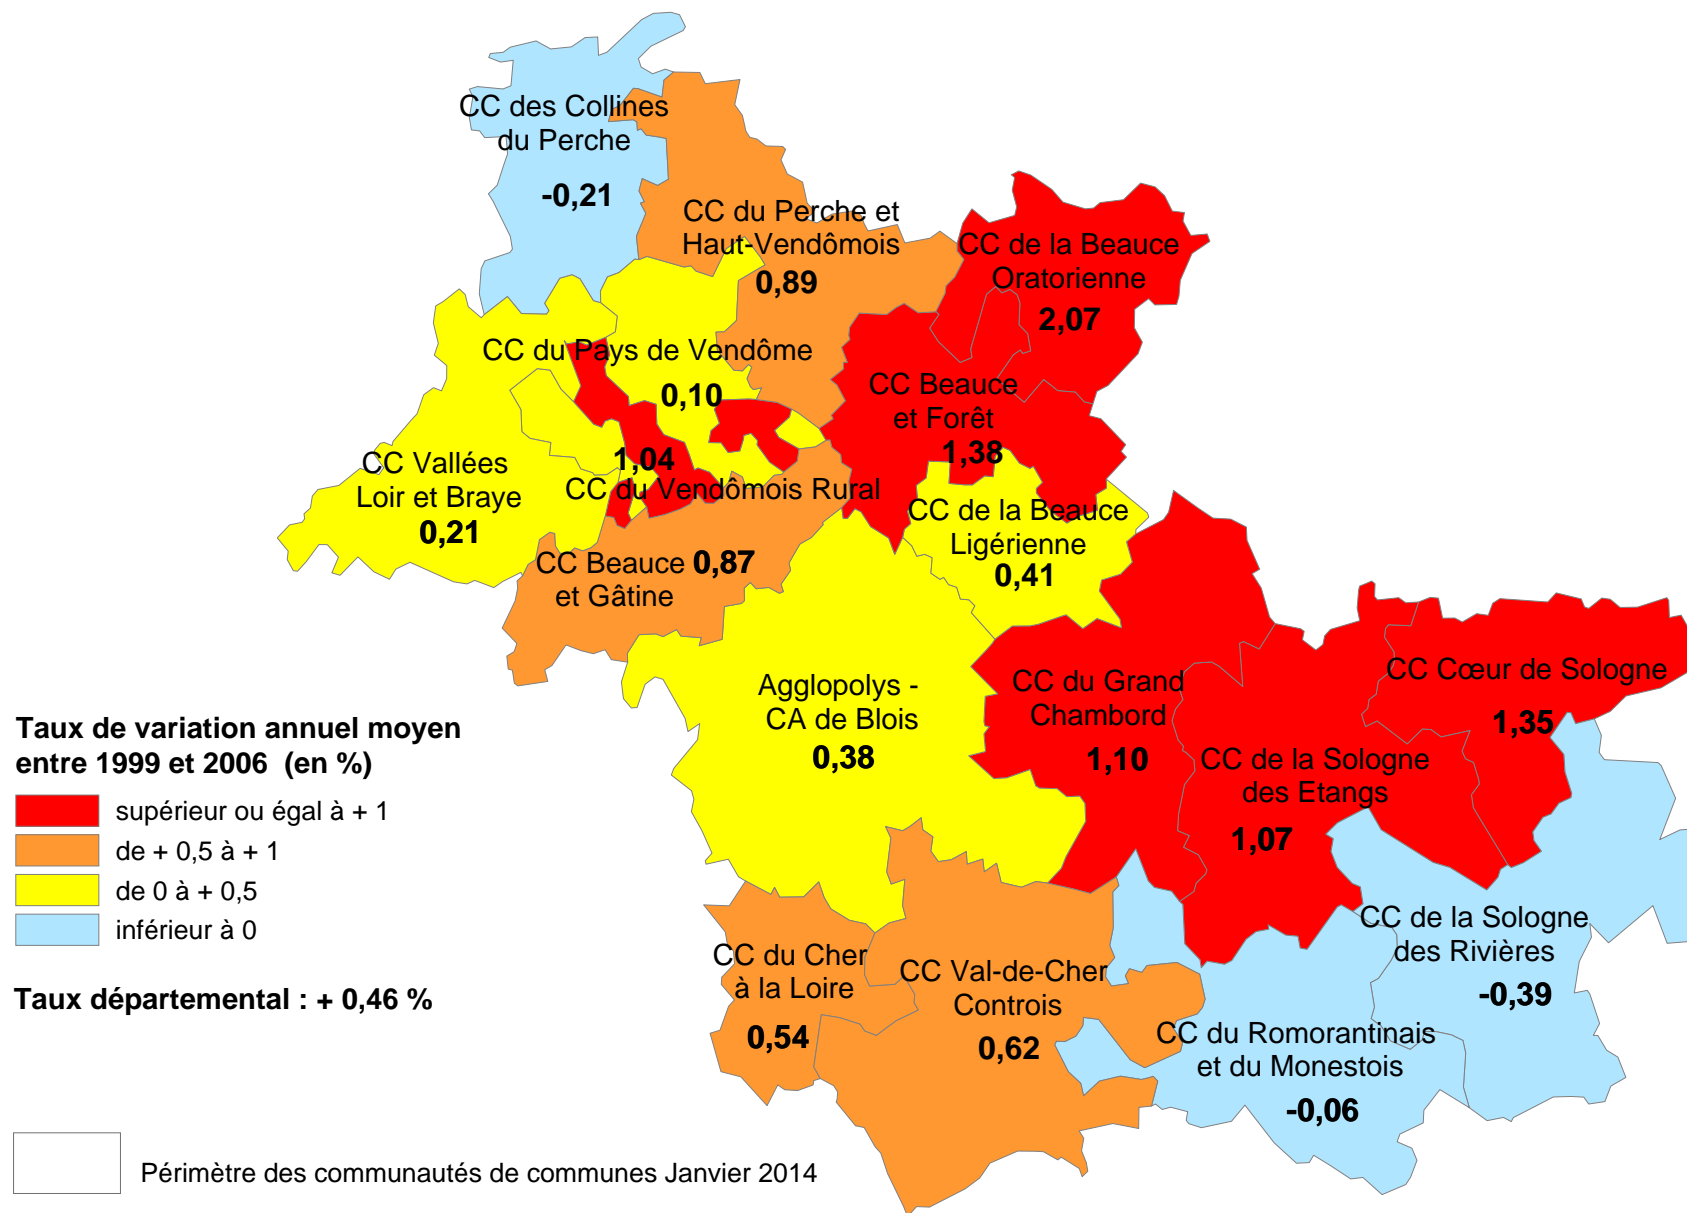 CC des Collines
du Perche
-0,21
CC du Perche et
Haut-Vendômois
0,89
CC de la Beauce
Oratorienne
2,07
CC du Pays de Vendôme
0,10
CC Beauce
et Forêt
1,38
CC Vallées
Loir et Braye
0,21
1,04
CC du Vendômois Rural
CC de la Beauce
Ligérienne
0,41
CC Beauce 0,87
et Gâtine
Agglopolys -
CA de Blois
0,38
CC du Grand
Chambord
1,10
CC Cœur de Sologne
1,35
CC de la Sologne
des Etangs
1,07
Taux de variation annuel moyen
entre 1999 et 2006 (en %)
supérieur ou égal à + 1
de + 0,5 à + 1
de 0 à + 0,5
inférieur à 0
Taux départemental : + 0,46 %
CC du Cher
à la Loire
0,54
CC Val-de-Cher
Controis
0,62
CC de la Sologne
des Rivières
-0,39
CC du Romorantinais
et du Monestois
-0,06
Périmètre des communautés de communes Janvier 2014